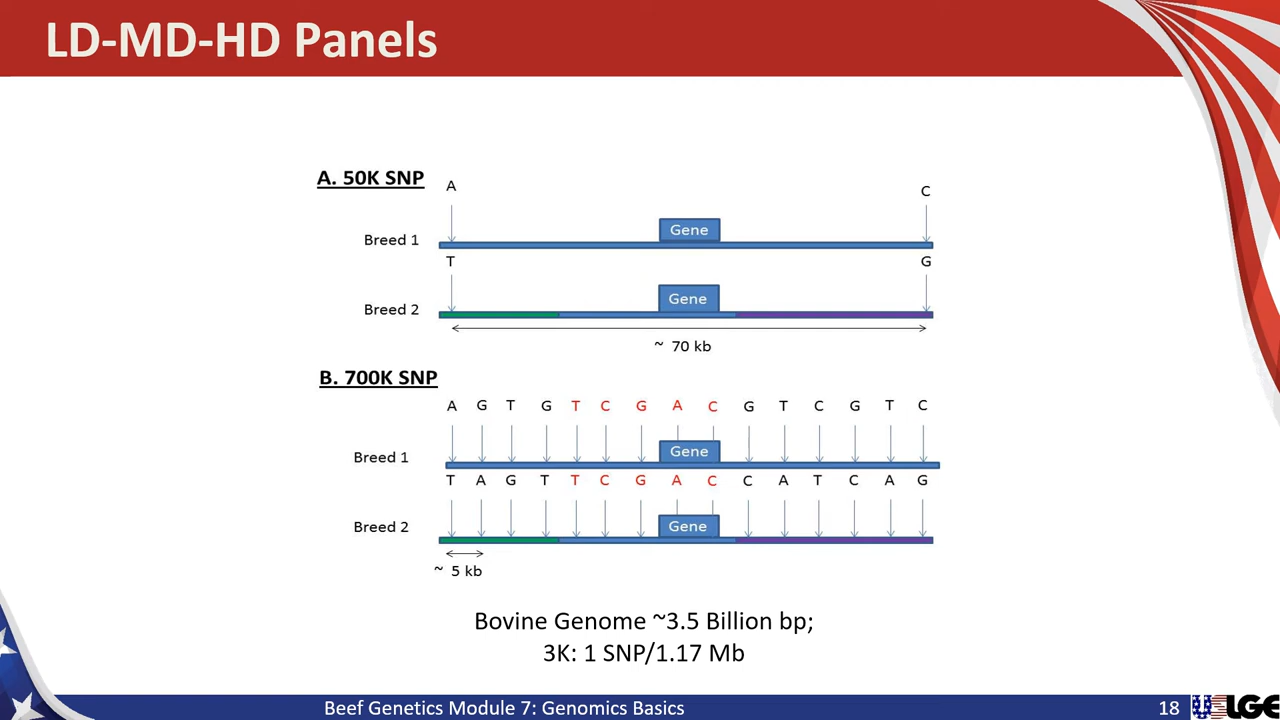 LD-MD-HD Panels
A. 50K SNP
A C
Gene
Breed 1
T G
Gene
Breed 2
~ 70 kb
B. 700K SNP
A G T G T C G A C G T C G T C
Gene
Breed 1
T A G T T C G A C C A T C A G
Gene
Breed 2
~ 5 kb
Bovine Genome ~3.5 Billion bp;
3K: 1 SNP/1.17 Mb
Beef Genetics Module 7: Genomics Basics
18
USLGE